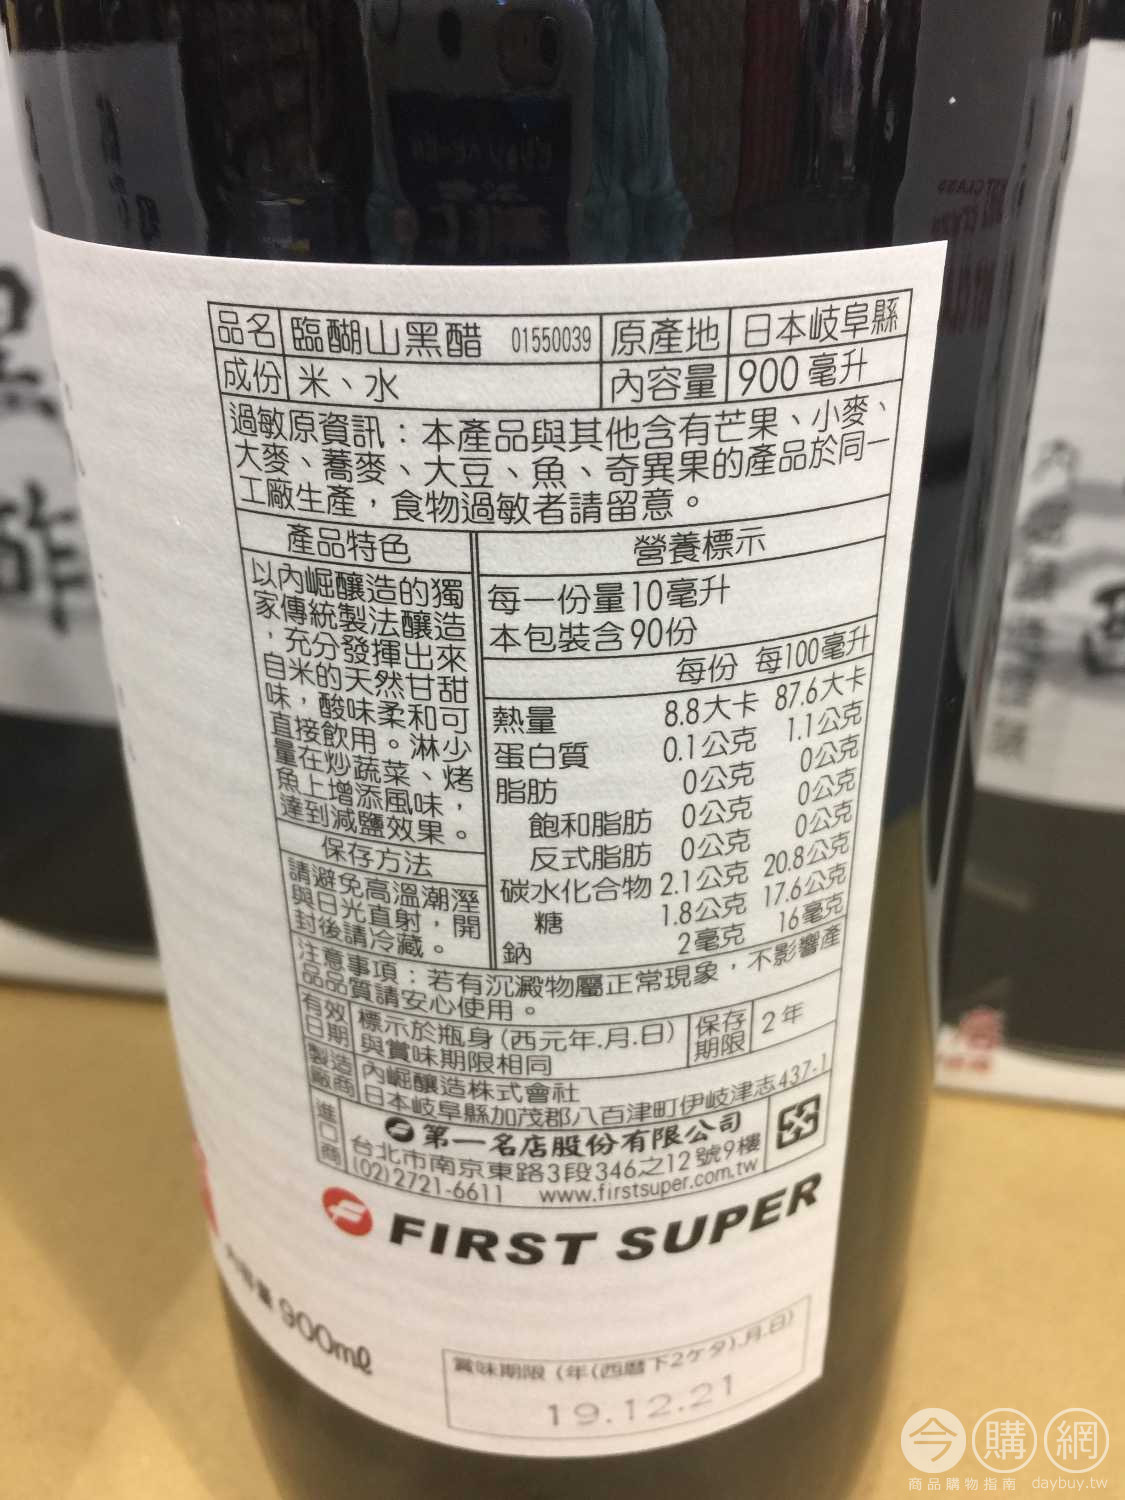 品名 臨醐山黑醋 01550039 原產地 日本岐阜縣
成份 米、水 內容量 900毫升
過敏原資訊：本產品與其他含有芒果、小麥、
大麥、蕎麥、大豆、魚、奇異果的產品於同一
工廠生產，食物過敏者請留意。
產品特色
以內崛釀造的獨
家傳統製法釀造
，充分發揮出來
自米的天然甘甜
味，酸味柔和可
直接飲用。淋少
量在炒蔬菜、烤
魚上增添風味，
達到減鹽效果。
保存方法
請避免高溫潮溼
與日光直射，開
封後請冷藏。
營養標示
每一份量10毫升
本包裝含90份
每份 每100毫升
熱量 8.8大卡 87.6大卡
蛋白質 0.1公克 1.1公克
脂肪 0公克 0公克
飽和脂肪 0公克 0公克
反式脂肪 0公克 0公克
碳水化合物 2.1公克 20.8公克
糖 1.8公克 17.6公克
鈉 2毫克 16毫克
注意事項：若有沉澱物屬正常現象，不影響產
品品質請安心使用。
有效日期 標示於瓶身(西元年.月.日)
與賞味期限相同
保存期限 2年
製造廠商 內崛釀造株式會社
日本岐阜縣加茂郡八百津町伊岐津志437-1
進口商 第一名店股份有限公司
台北市南京東路3段346之12號9樓
(02)2721-6611 www.firstsuper.com.tw
FIRST SUPER
内容量 900ml
賞味期限 (年(西暦下2ケタ).月.日)
19.12.21
黒
酢
今購網
商品購物指南 daybuy.tw